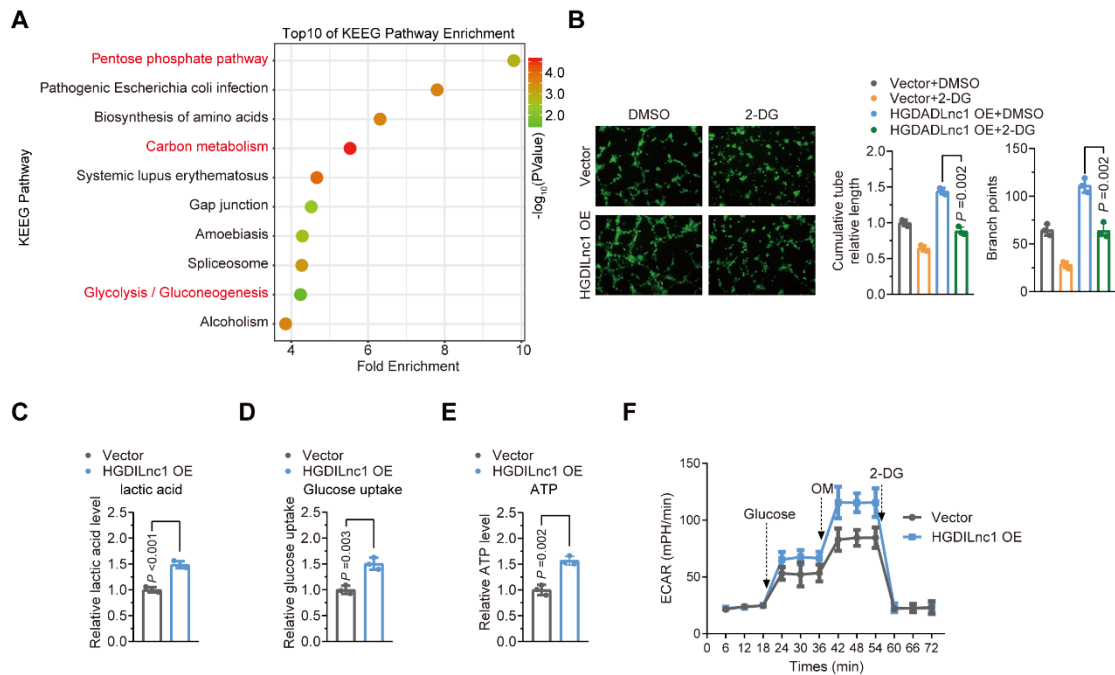 A
Top10 of KEEG Pathway Enrichment
KEEG Pathway
Pentose phosphate pathway
Pathogenic Escherichia coli infection
Biosynthesis of amino acids
Carbon metabolism
Systemic lupus erythematosus
Gap junction
Amoebiasis
Spliceosome
Glycolysis / Gluconeogenesis
Alcoholism
4 6 8 10
Fold Enrichment
4.0
3.0
2.0
-log10(PValue)
B
DMSO 2-DG
Vector
HGDILnc1 OE
Vector+DMSO
Vector+2-DG
HGDADLnc1 OE+DMSO
HGDADLnc1 OE+2-DG
Cumulative tube
relative length
2.0
1.5
1.0
0.5
0.0
P =0.002
Branch points
150
100
50
0
P =0.002
C
Vector
HGDILnc1 OE
lactic acid
Relative lactic acid level
2.5
2.0
1.5
1.0
0.5
0.0
P <0.001
D
Vector
HGDILnc1 OE
Glucose uptake
Relative glucose uptake
2.5
2.0
1.5
1.0
0.5
0.0
P =0.003
E
Vector
HGDILnc1 OE
ATP
Relative ATP level
2.5
2.0
1.5
1.0
0.5
0.0
P =0.002
F
ECAR (mPH/min)
150
100
50
0
Glucose
OM
2-DG
Vector
HGDILnc1 OE
0 6 12 18 24 30 36 42 48 54 60 66 72
Times (min)